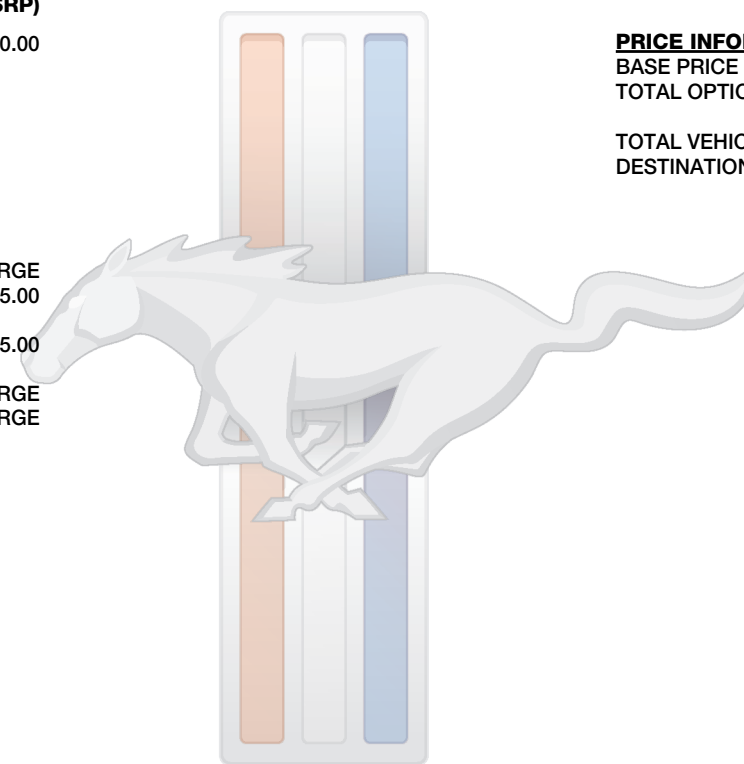 SRP)
0.00
RGE
5.00
5.00
RGE
RGE
PRICE INFO
BASE PRICE
TOTAL OPTIO
TOTAL VEHIC
DESTINATION